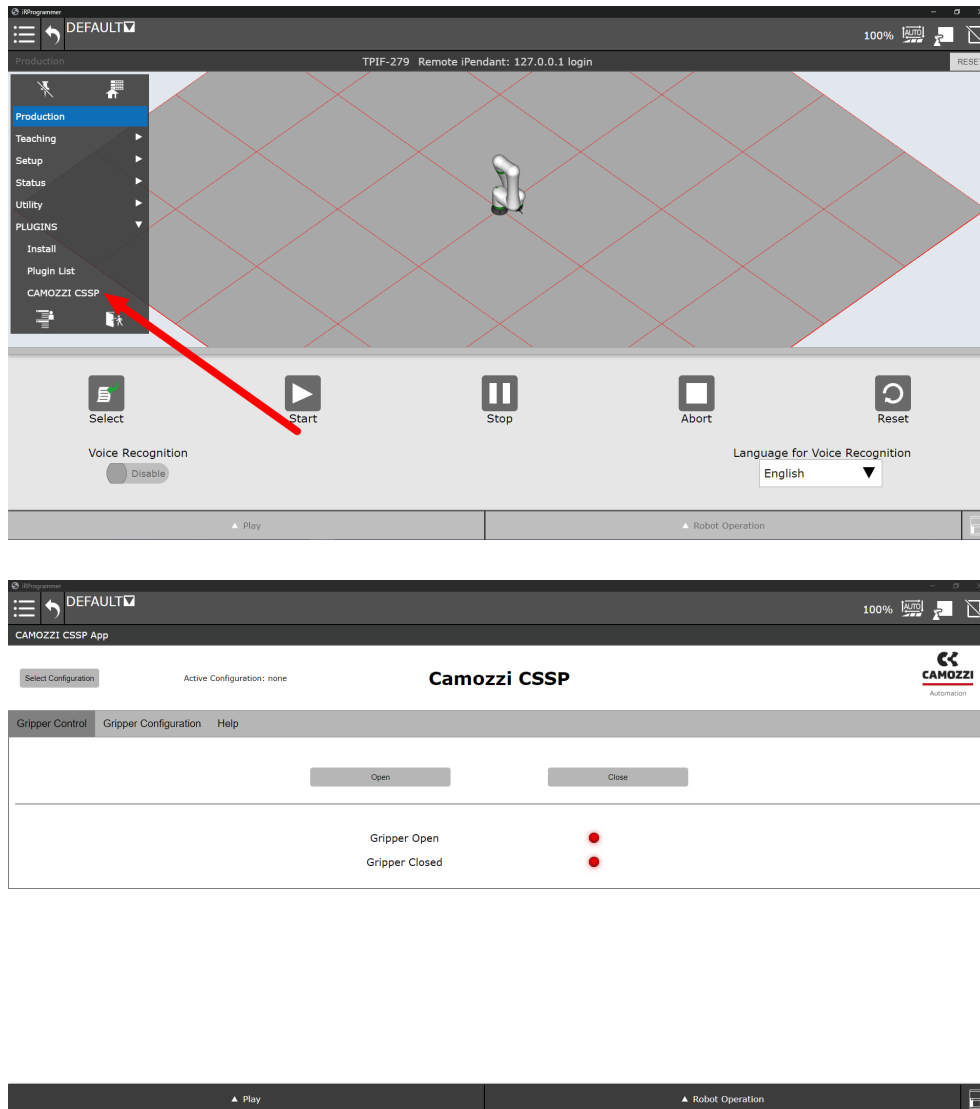 iRProgrammer
DEFAULT
100% AUTO
Production TPIF-279 Remote iPendant: 127.0.0.1 login RESET
Production
Teaching
Setup
Status
Utility
PLUGINS
Install
Plugin List
CAMOZZI CSSP
Select Start Stop Abort Reset
Voice Recognition Language for Voice Recognition
Disable English
Play Robot Operation
iRProgrammer
DEFAULT
100% AUTO
CAMOZZI CSSP App
Select Configuration Active Configuration: none Camozzi CSSP CAMOZZI
Automation
Gripper Control Gripper Configuration Help
Open Close
Gripper Open
Gripper Closed
Play Robot Operation